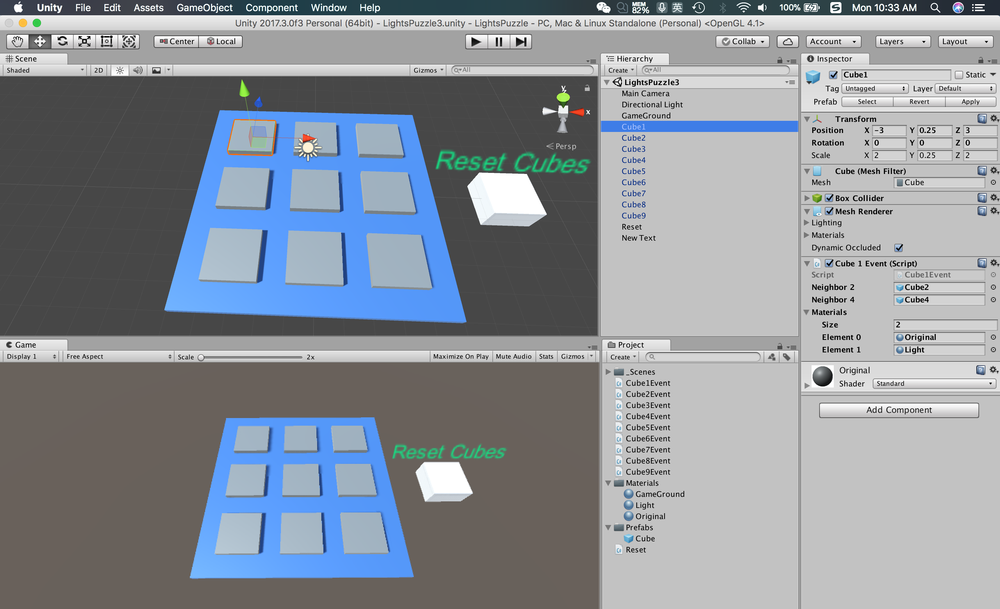 Unity File Edit Assets GameObject Component Window Help MEM 82% 英 100% Mon 10:33 AM
Unity 2017.3.0f3 Personal (64bit) - LightsPuzzle3.unity - LightsPuzzle - PC, Mac & Linux Standalone (Personal) <OpenGL 4.1>
Center Local Collab Account Layers Layout
Scene
Shaded 2D Gizmos All
y
z
x
Persp
Reset Cubes
Hierarchy
Create All
LightsPuzzle3
Main Camera
Directional Light
GameGround
Cube1
Cube2
Cube3
Cube4
Cube5
Cube6
Cube7
Cube8
Cube9
Reset
New Text
Inspector
Cube1 Static
Tag Untagged Layer Default
Prefab Select Revert Apply
Transform
Position X -3 Y 0.25 Z 3
Rotation X 0 Y 0 Z 0
Scale X 2 Y 0.25 Z 2
Cube (Mesh Filter)
Mesh Cube
Box Collider
Mesh Renderer
Lighting
Materials
Dynamic Occluded
Cube 1 Event (Script)
Script Cube1Event
Neighbor 2 Cube2
Neighbor 4 Cube4
Materials
Size 2
Element 0 Original
Element 1 Light
Original
Shader Standard
Add Component
Game
Display 1 Free Aspect Scale 2x Maximize On Play Mute Audio Stats Gizmos
Reset Cubes
Project
Create
_Scenes
Cube1Event
Cube2Event
Cube3Event
Cube4Event
Cube5Event
Cube6Event
Cube7Event
Cube8Event
Cube9Event
Materials
GameGround
Light
Original
Prefabs
Cube
Reset